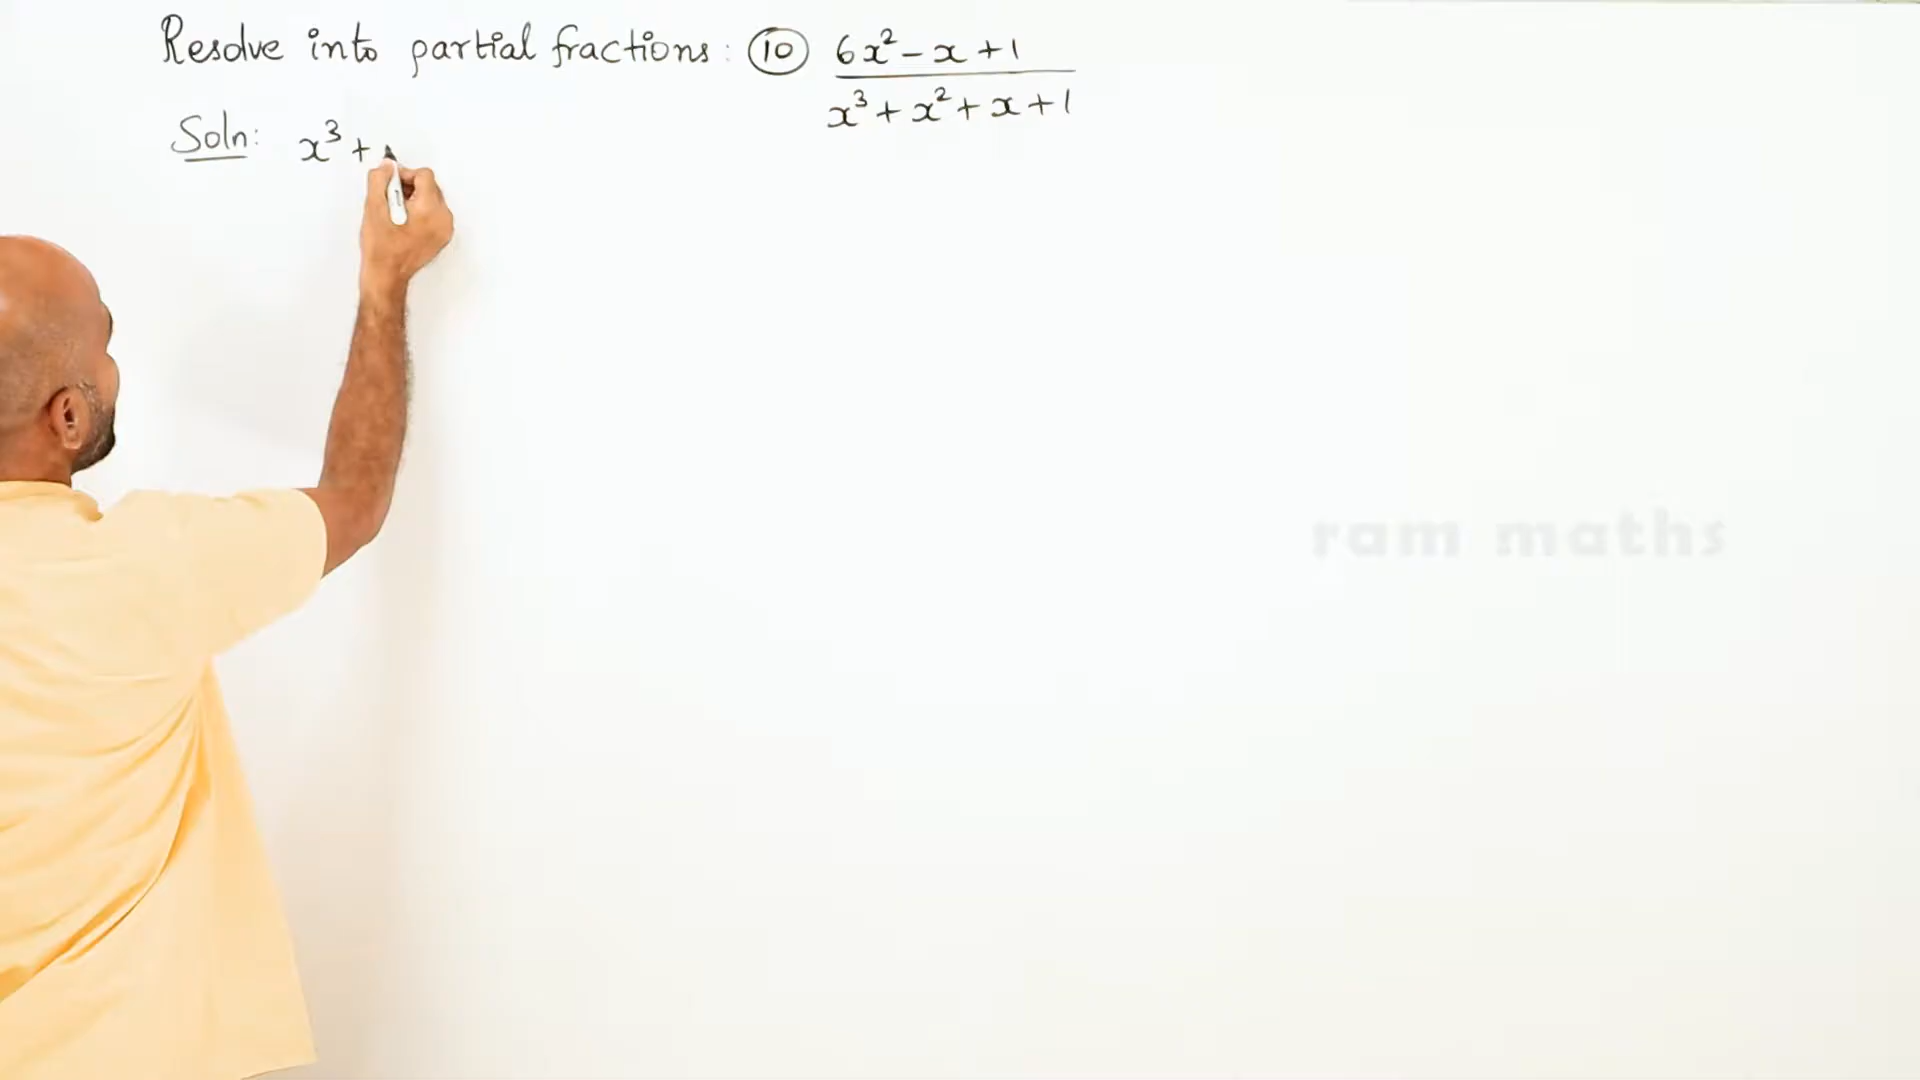 Resolve into partial fractions: (10) 6x² - x + 1
x³ + x² + x + 1
Soln: x³ +
ram maths